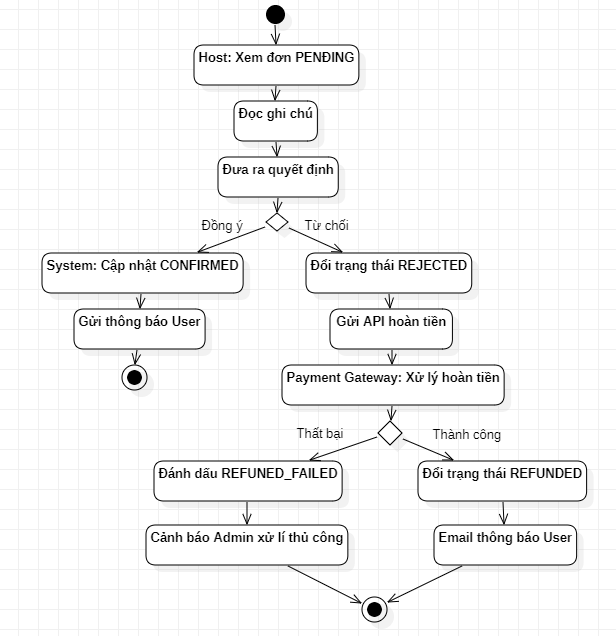 Host: Xem đơn PENĐING
Đọc ghi chú
Đưa ra quyết định
Đồng ý
Từ chối
System: Cập nhật CONFIRMED
Đổi trạng thái REJECTED
Gửi thông báo User
Gửi API hoàn tiền
Payment Gateway: Xử lý hoàn tiền
Thất bại
Thành công
Đánh dấu REFUNED_FAILED
Đổi trạng thái REFUNDED
Cảnh báo Admin xử lí thủ công
Email thông báo User